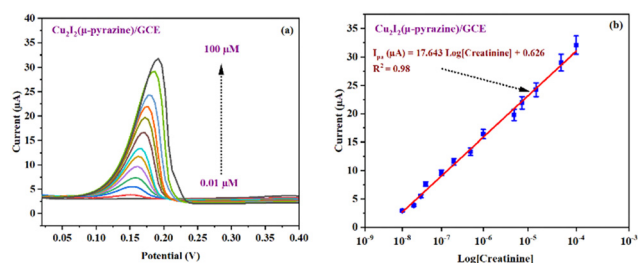 Cu₂I₂(μ-pyrazine)/GCE
(a)
100 μM
0.01 μM
Current (μA)
40
35
30
25
20
15
10
5
0
0.05 0.10 0.15 0.20 0.25 0.30 0.35 0.40
Potential (V)
(b)
Cu₂I₂(μ-pyrazine)/GCE
I_pa (μA) = 17.643 Log[Creatinine] + 0.626
R² = 0.98
Current (μA)
35
30
25
20
15
10
5
0
10⁻⁹ 10⁻⁸ 10⁻⁷ 10⁻⁶ 10⁻⁵ 10⁻⁴ 10⁻³
Log[Creatinine]